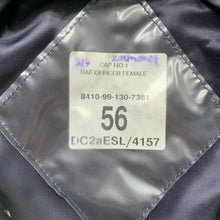 CAP NO.1
RAF OFFICER FEMALE
8410-99-130-7381
56
DC2aESL/4157